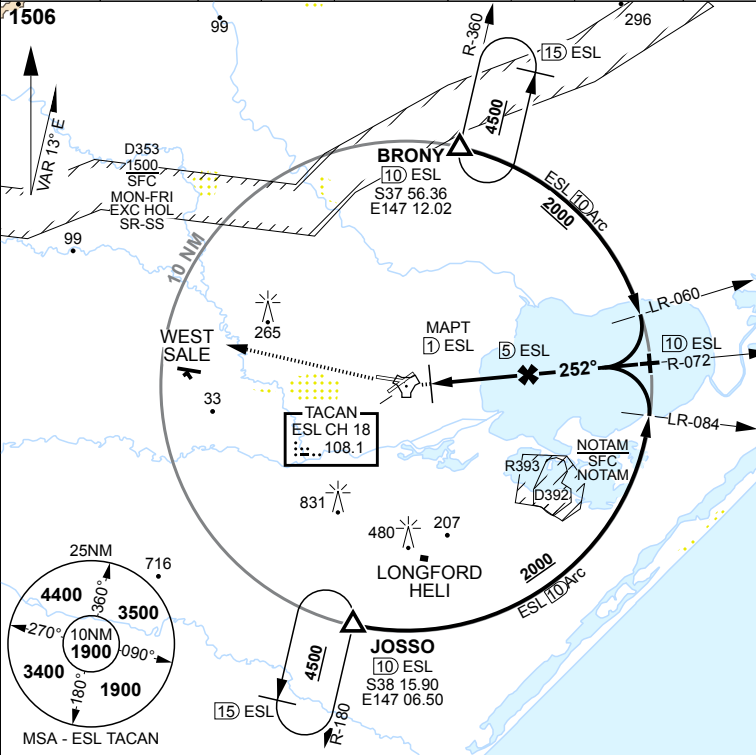 1506
99
296
R-360
15 ESL
4500
VAR 13° E
D353
1500
SFC
MON-FRI
EXC HOL
SR-SS
BRONY
10 ESL
S37 56.36
E147 12.02
ESL 10 Arc
2000
99
10 NM
265
WEST
SALE
33
MAPT
1 ESL
5 ESL
252°
LR-060
10 ESL
R-072
LR-084
TACAN
ESL CH 18
108.1
NOTAM
SFC
NOTAM
R393
D392
831
480
207
LONGFORD
HELI
2000
ESL 10 Arc
716
JOSSO
10 ESL
S38 15.90
E147 06.50
4500
15 ESL
R-180
25NM
4400
360°
3500
270°
10NM
1900
090°
3400
180°
1900
MSA - ESL TACAN